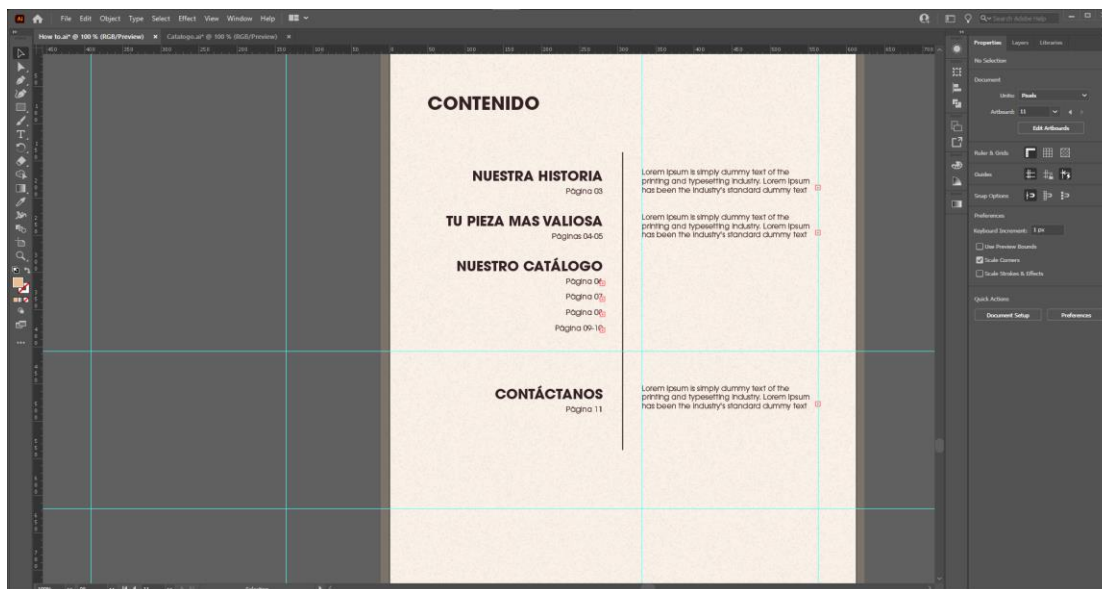 File Edit Object Type Select Effect View Window Help
Search Adobe Help
How to.ai* @ 100 % (RGB/Preview) × Catalogo.ai* @ 100 % (RGB/Preview) ×
Properties Layers Libraries
No Selection
Document
Units: Pixels
Artboard: 11
Edit Artboards
Ruler & Grids
Guides
Snap Options
Preferences
Keyboard Increment: 1 px
Use Preview Bounds
Scale Corners
Scale Strokes & Effects
Quick Actions
Document Setup Preferences
CONTENIDO
NUESTRA HISTORIA
Página 03
Lorem Ipsum is simply dummy text of the
printing and typesetting industry. Lorem Ipsum
has been the industry's standard dummy text
TU PIEZA MAS VALIOSA
Páginas 04-05
Lorem Ipsum is simply dummy text of the
printing and typesetting industry. Lorem Ipsum
has been the industry's standard dummy text
NUESTRO CATÁLOGO
Página 06
Página 07
Página 08
Página 09-10
CONTÁCTANOS
Página 11
Lorem Ipsum is simply dummy text of the
printing and typesetting industry. Lorem Ipsum
has been the industry's standard dummy text